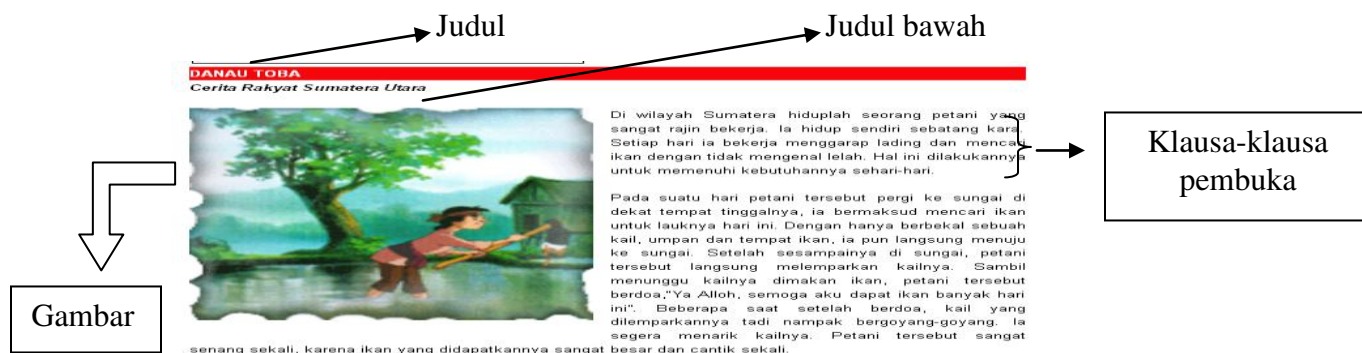 Judul
Judul bawah
DANAU TOBA
Cerita Rakyat Sumatera Utara
Di wilayah Sumatera hiduplah seorang petani yang
sangat rajin bekerja. Ia hidup sendiri sebatang kara.
Setiap hari ia bekerja menggarap lading dan mencari
ikan dengan tidak mengenal lelah. Hal ini dilakukannya
untuk memenuhi kebutuhannya sehari-hari.
Klausa-klausa
pembuka
Pada suatu hari petani tersebut pergi ke sungai di
dekat tempat tinggalnya, ia bermaksud mencari ikan
untuk lauknya hari ini. Dengan hanya berbekal sebuah
kail, umpan dan tempat ikan, ia pun langsung menuju
ke sungai. Setelah sesampainya di sungai, petani
tersebut langsung melemparkan kailnya. Sambil
menunggu kailnya dimakan ikan, petani tersebut
berdoa,"Ya Alloh, semoga aku dapat ikan banyak hari
ini". Beberapa saat setelah berdoa, kail yang
dilemparkannya tadi nampak bergoyang-goyang. Ia
segera menarik kailnya. Petani tersebut sangat
senang sekali, karena ikan yang didapatkannya sangat besar dan cantik sekali.
Gambar